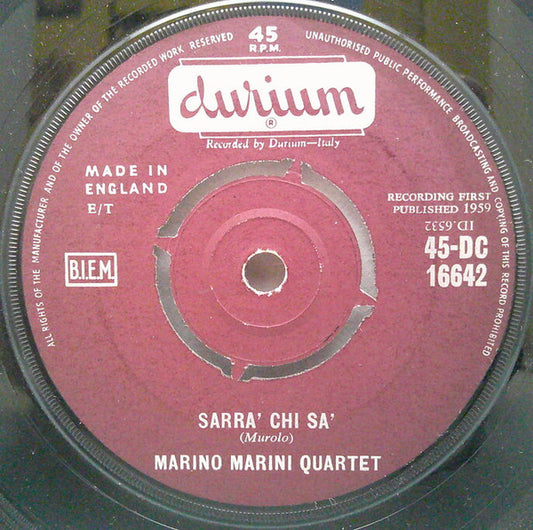 ALL RIGHTS OF THE MANUFACTURER AND OF THE OWNER OF THE RECORDED WORK RESERVED
45
R.P.M.
UNAUTHORISED PUBLIC PERFORMANCE BROADCASTING AND COPYING OF THIS RECORD PROHIBITED
durium
®
Recorded by Durium—Italy
MADE IN
ENGLAND
E/T
RECORDING FIRST
PUBLISHED 1959
ID.6532
45-DC
16642
B.I.E.M.
SARRA' CHI SA'
(Murolo)
MARINO MARINI QUARTET